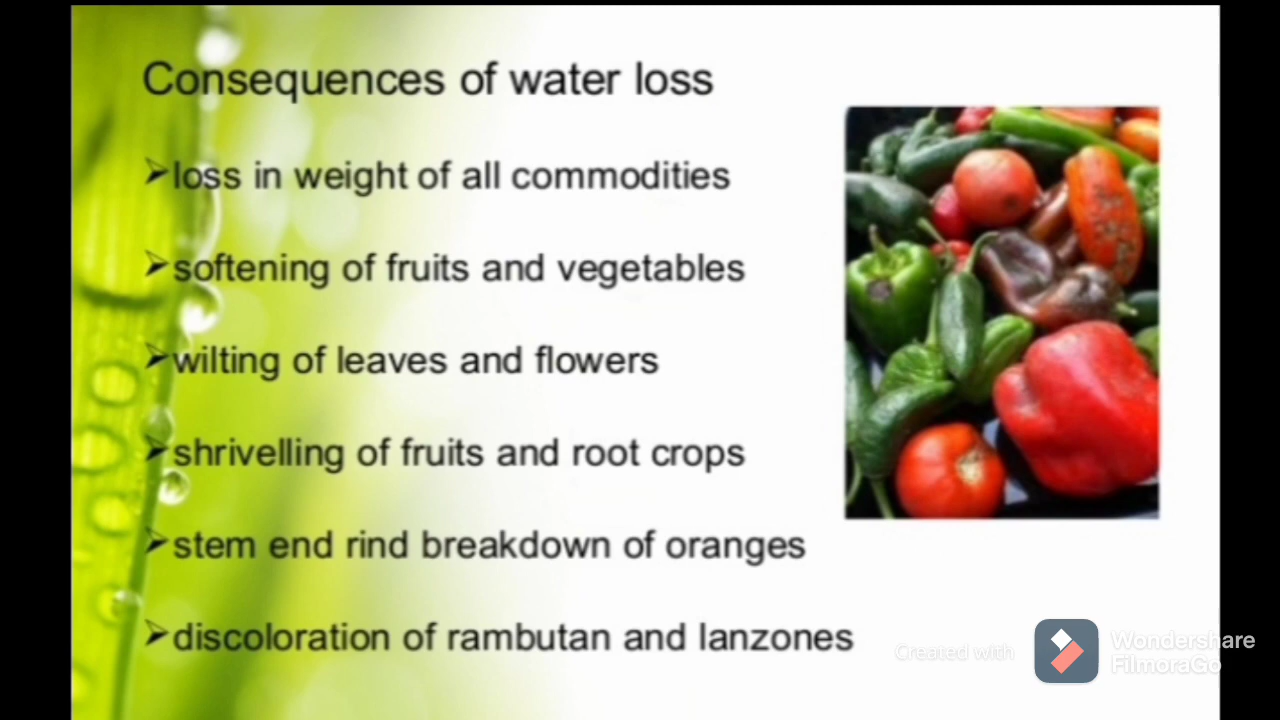 Consequences of water loss
➢loss in weight of all commodities
➢softening of fruits and vegetables
➢wilting of leaves and flowers
➢shrivelling of fruits and root crops
➢stem end rind breakdown of oranges
➢discoloration of rambutan and lanzones
Created with
Wondershare
FilmoraGo